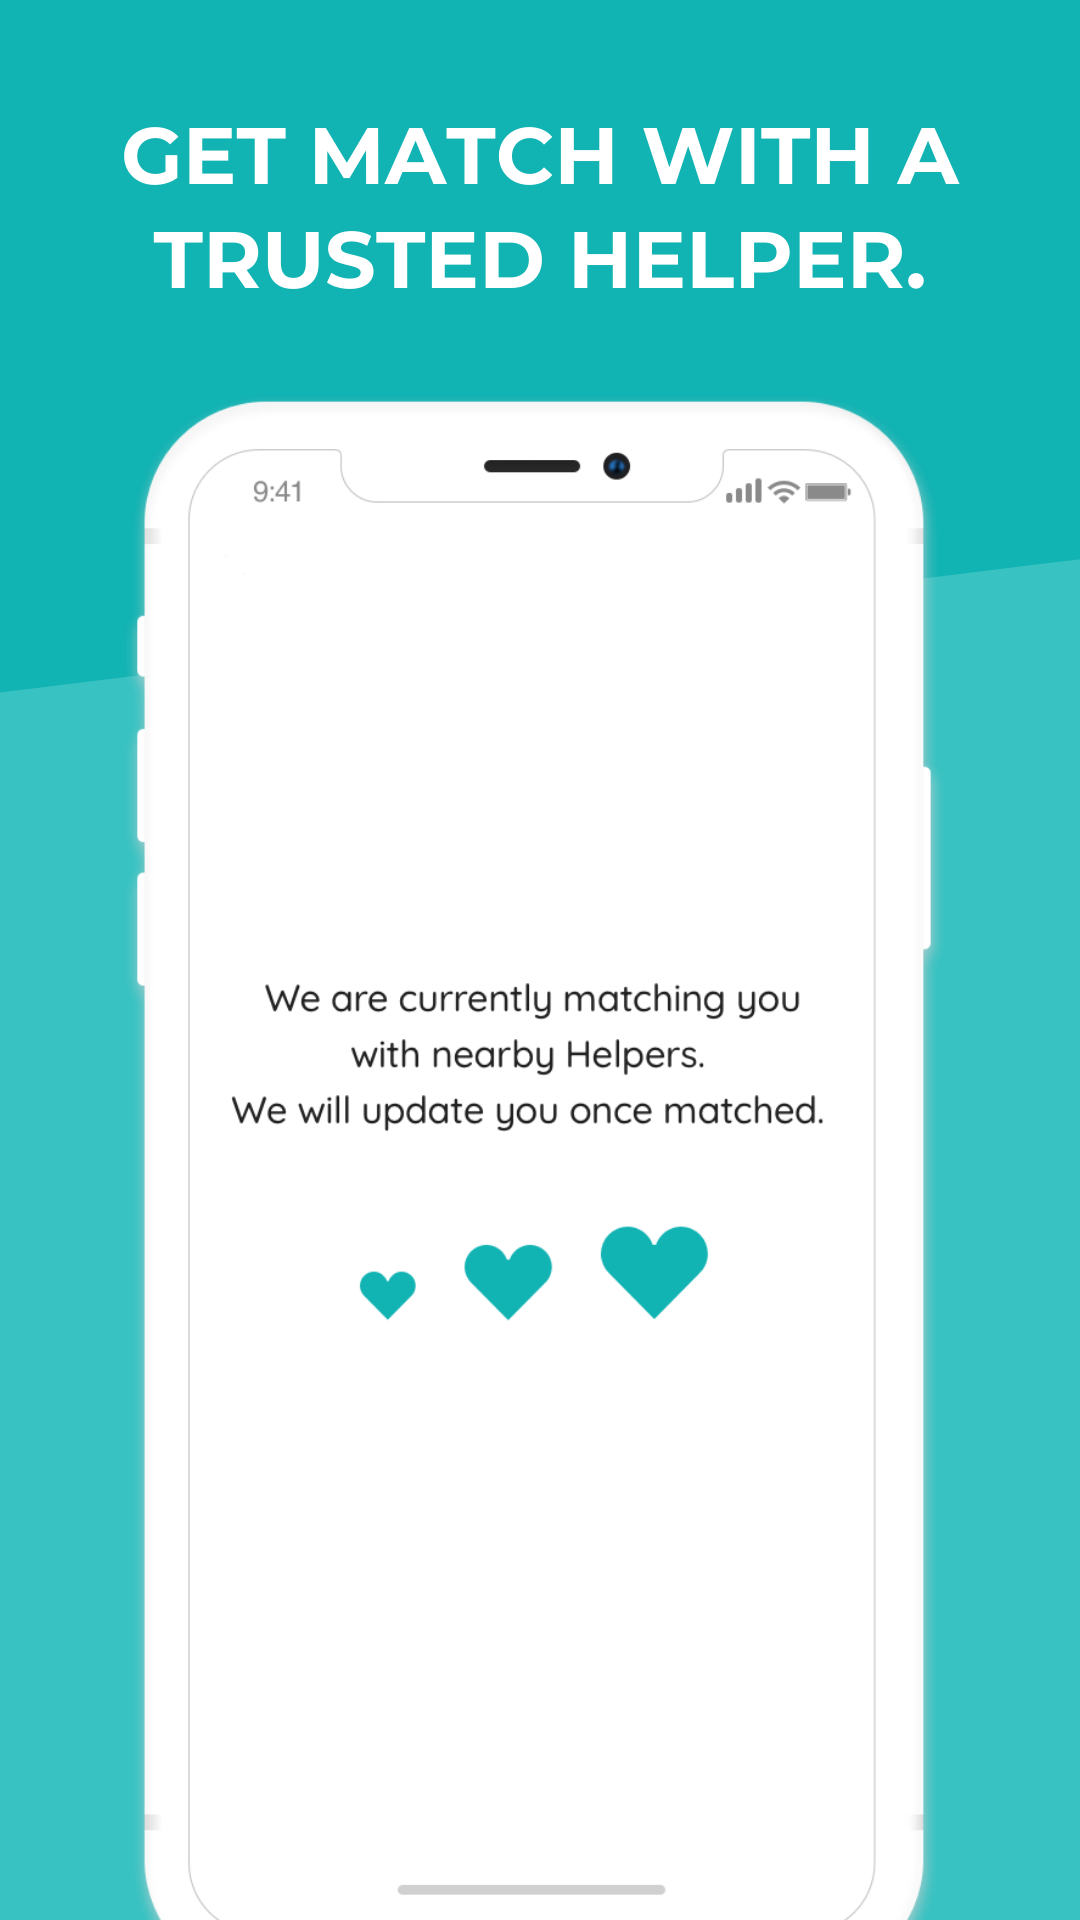 GET MATCH WITH A
TRUSTED HELPER.
9:41
We are currently matching you
with nearby Helpers.
We will update you once matched.